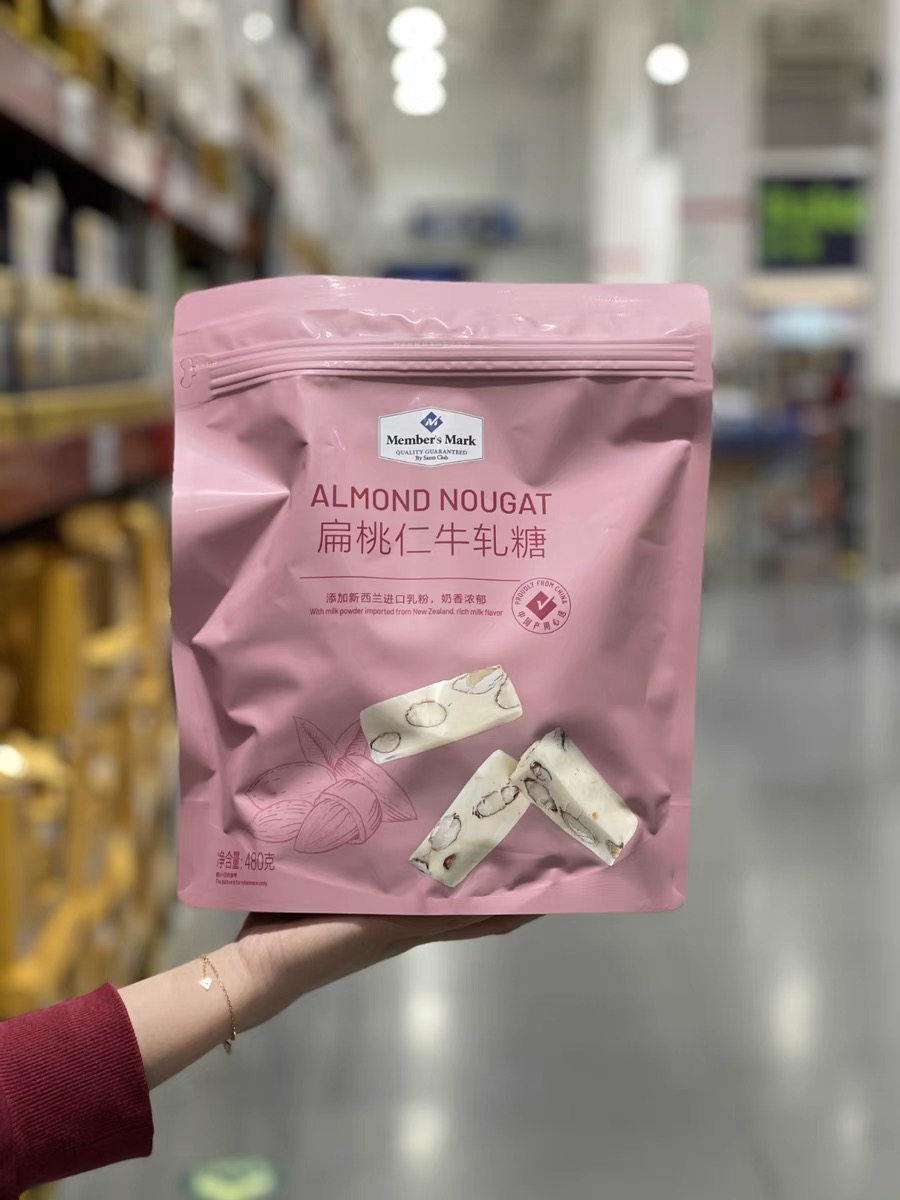 Member's Mark
QUALITY GUARANTEED
By Sam's Club
ALMOND NOUGAT
扁桃仁牛轧糖
添加新西兰进口乳粉，奶香浓郁
With milk powder imported from New Zealand, rich milk flavor
PROUDLY FROM CHINA
中国产 用心选
净含量: 480克